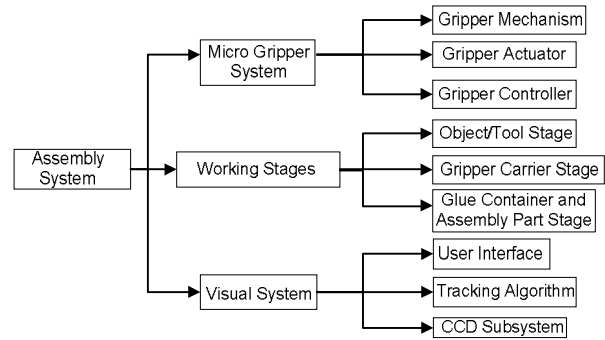 Assembly
System
Micro Gripper
System
Gripper Mechanism
Gripper Actuator
Gripper Controller
Working Stages
Object/Tool Stage
Gripper Carrier Stage
Glue Container and
Assembly Part Stage
Visual System
User Interface
Tracking Algorithm
CCD Subsystem